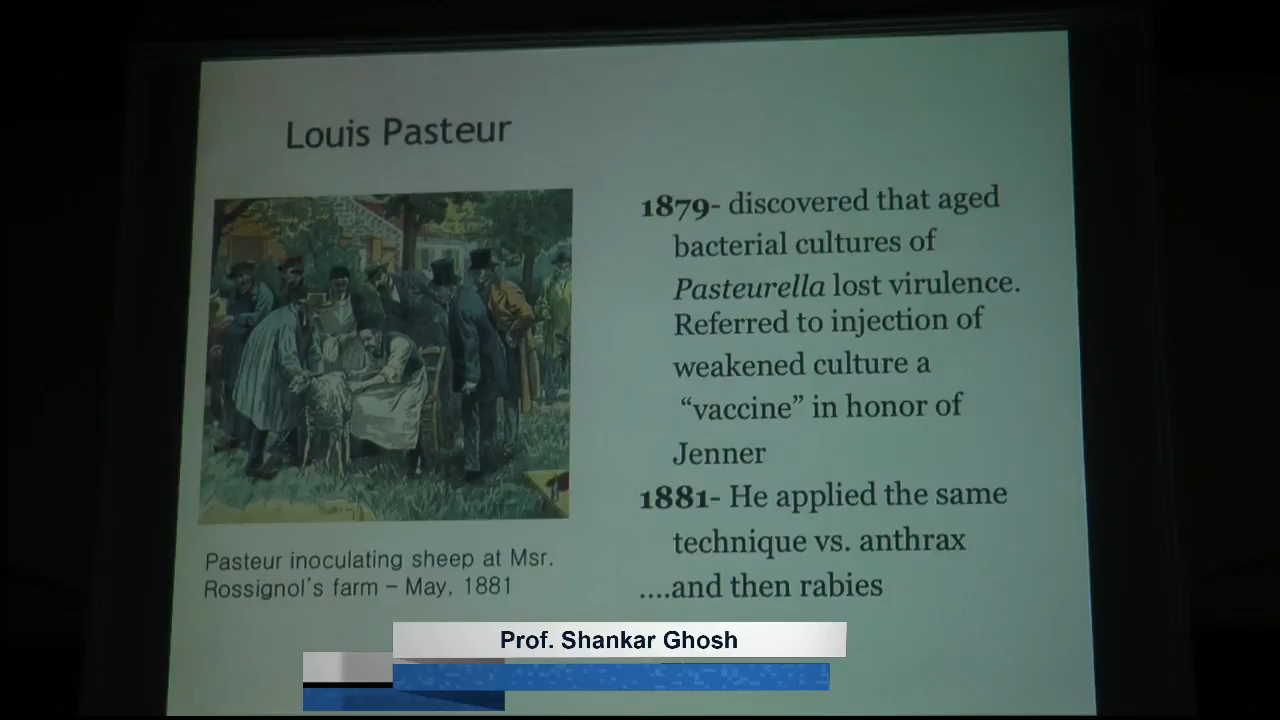 Louis Pasteur
1879- discovered that aged
bacterial cultures of
Pasteurella lost virulence.
Referred to injection of
weakened culture a
“vaccine” in honor of
Jenner
1881- He applied the same
technique vs. anthrax
....and then rabies
Pasteur inoculating sheep at Msr.
Rossignol's farm – May, 1881
Prof. Shankar Ghosh